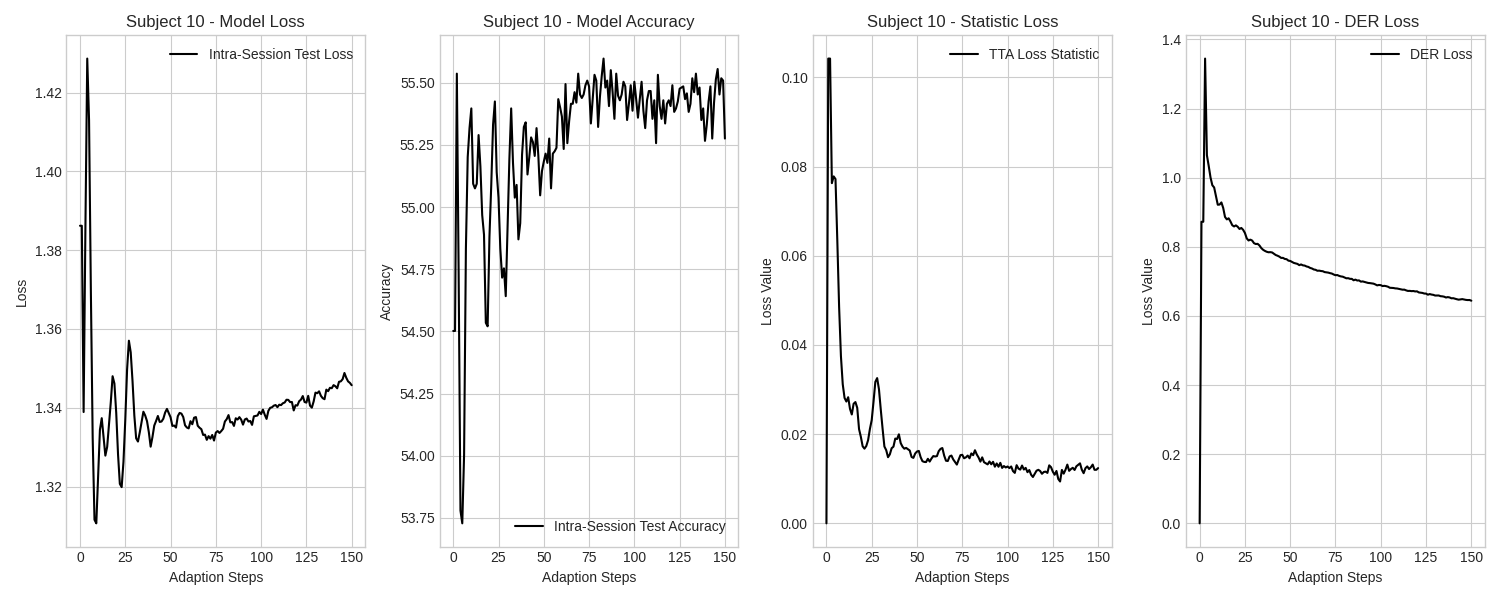 Subject 10 - Model Loss
Intra-Session Test Loss
Loss
1.42
1.40
1.38
1.36
1.34
1.32
0 25 50 75 100 125 150
Adaption Steps
Subject 10 - Model Accuracy
Accuracy
55.50
55.25
55.00
54.75
54.50
54.25
54.00
53.75
Intra-Session Test Accuracy
0 25 50 75 100 125 150
Adaption Steps
Subject 10 - Statistic Loss
TTA Loss Statistic
Loss Value
0.10
0.08
0.06
0.04
0.02
0.00
0 25 50 75 100 125 150
Adaption Steps
Subject 10 - DER Loss
DER Loss
Loss Value
1.4
1.2
1.0
0.8
0.6
0.4
0.2
0.0
0 25 50 75 100 125 150
Adaption Steps